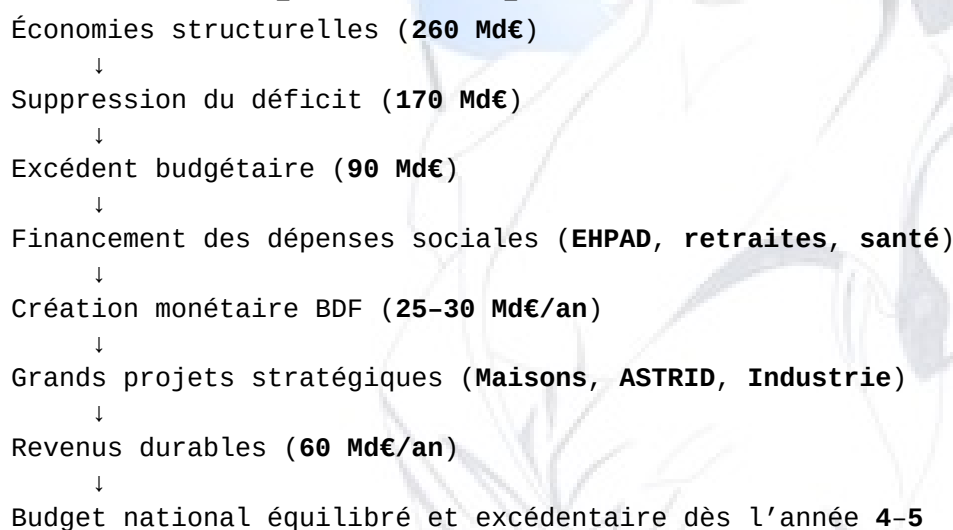 Économies structurelles (260 Md€)
↓
Suppression du déficit (170 Md€)
↓
Excédent budgétaire (90 Md€)
↓
Financement des dépenses sociales (EHPAD, retraites, santé)
↓
Création monétaire BDF (25–30 Md€/an)
↓
Grands projets stratégiques (Maisons, ASTRID, Industrie)
↓
Revenus durables (60 Md€/an)
↓
Budget national équilibré et excédentaire dès l’année 4–5